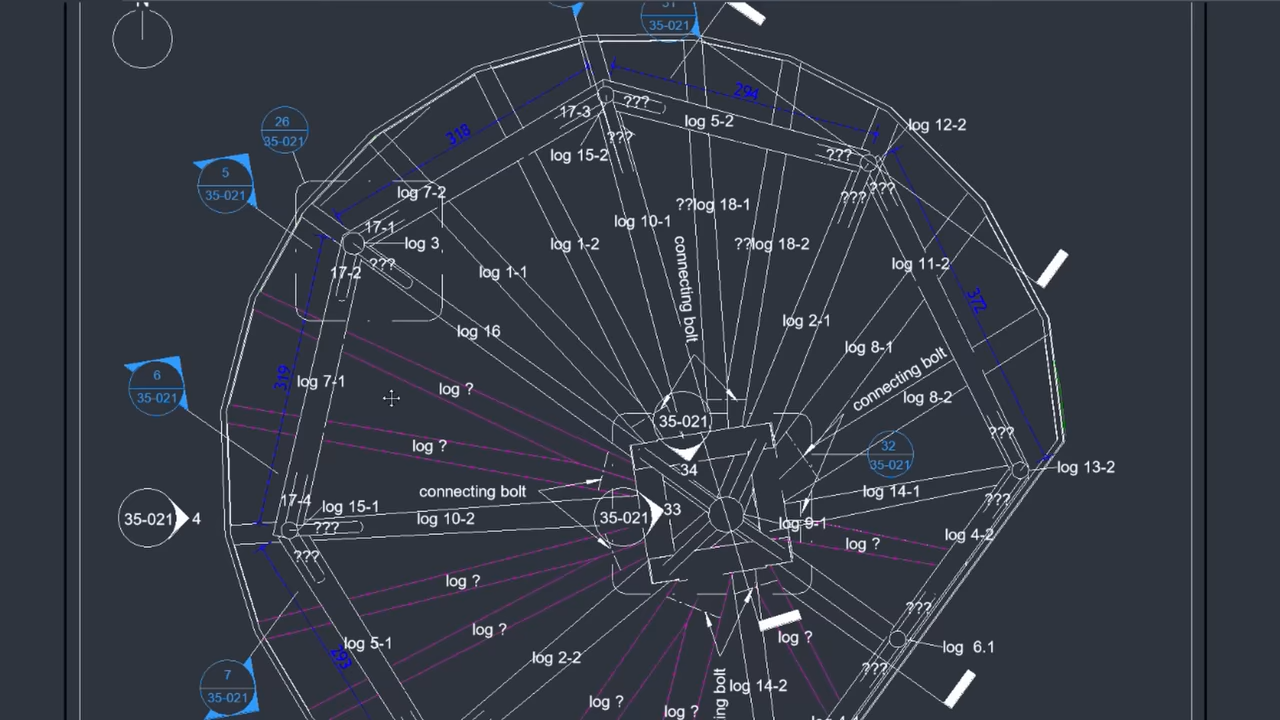 N
31
35-021
294
???
5-2
log 5-2
17-3
log 12-2
26
35-021
318
???
log 15-2
???
??? ???
5
35-021
log 7-2
??log 18-1
log 10-1
17-1
log 3
log 1-2
??log 18-2
???
17-2
log 1-1
log 11-2
372
connecting bolt
log 16
log 2-1
log 8-1
connecting bolt
6
35-021
319
log 7-1
log ?
log 8-2
35-021
34
???
log ?
32
35-021
log 13-2
connecting bolt
log 14-1
17-4
log 15-1
???
35-021
4
log 10-2
???
35-021
33
log 9-1
log 4-2
???
log ?
log ?
???
log ?
log 5-1
log ?
log 6.1
293
log 2-2
???
7
35-021
log 14-2
log ?
log ?